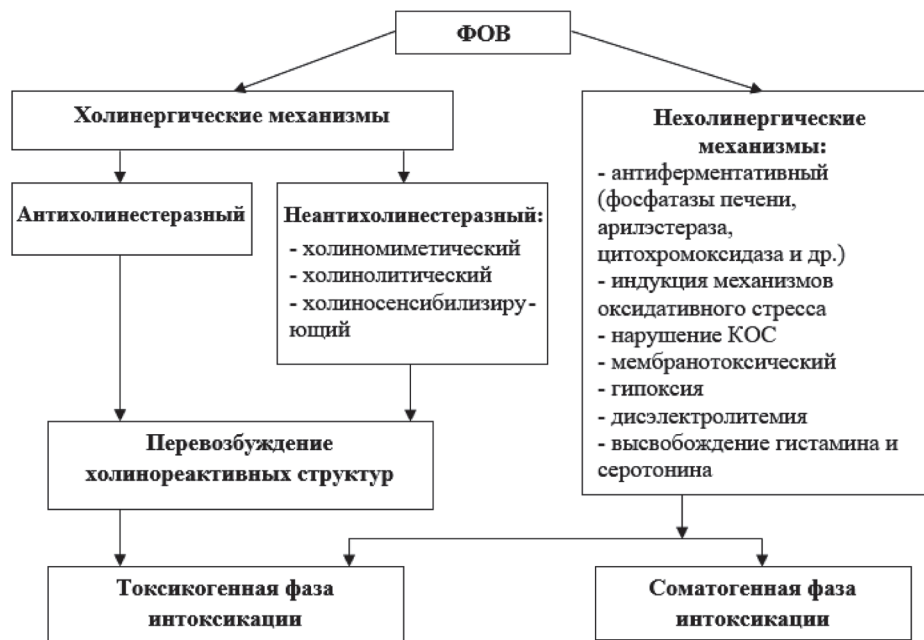 ФОВ
Холинергические механизмы
Антихолинестеразный
Неантихолинестеразный:
- холиномиметический
- холинолитический
- холиносенсибилизиру-
ющий
Перевозбуждение
холинореактивных структур
Нехолинергические
механизмы:
- антиферментативный
(фосфатазы печени,
арилэстераза,
цитохромоксидаза и др.)
- индукция механизмов
оксидативного стресса
- нарушение КОС
- мембранотоксический
- гипоксия
- дисэлектролитемия
- высвобождение гистамина и
серотонина
Токсикогенная фаза
интоксикации
Соматогенная фаза
интоксикации